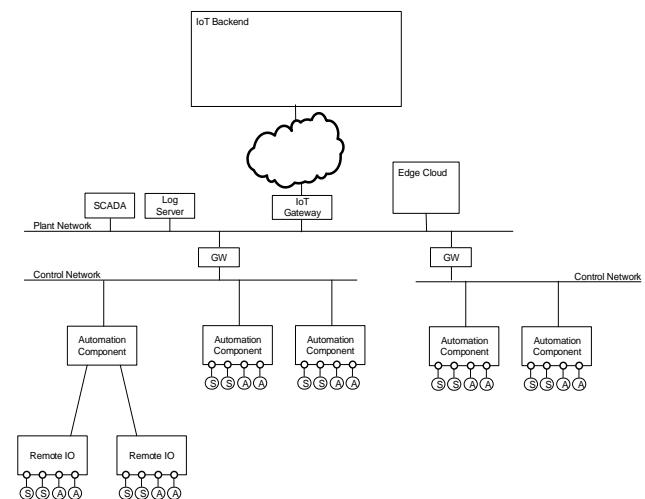 IoT Backend
Edge Cloud
SCADA
Log
Server
IoT
Gateway
Plant Network
GW
GW
Control Network
Control Network
Automation
Component
Automation
Component
Automation
Component
Automation
Component
Automation
Component
S S A A
S S A A
S S A A
S S A A
Remote IO
Remote IO
S S A A
S S A A